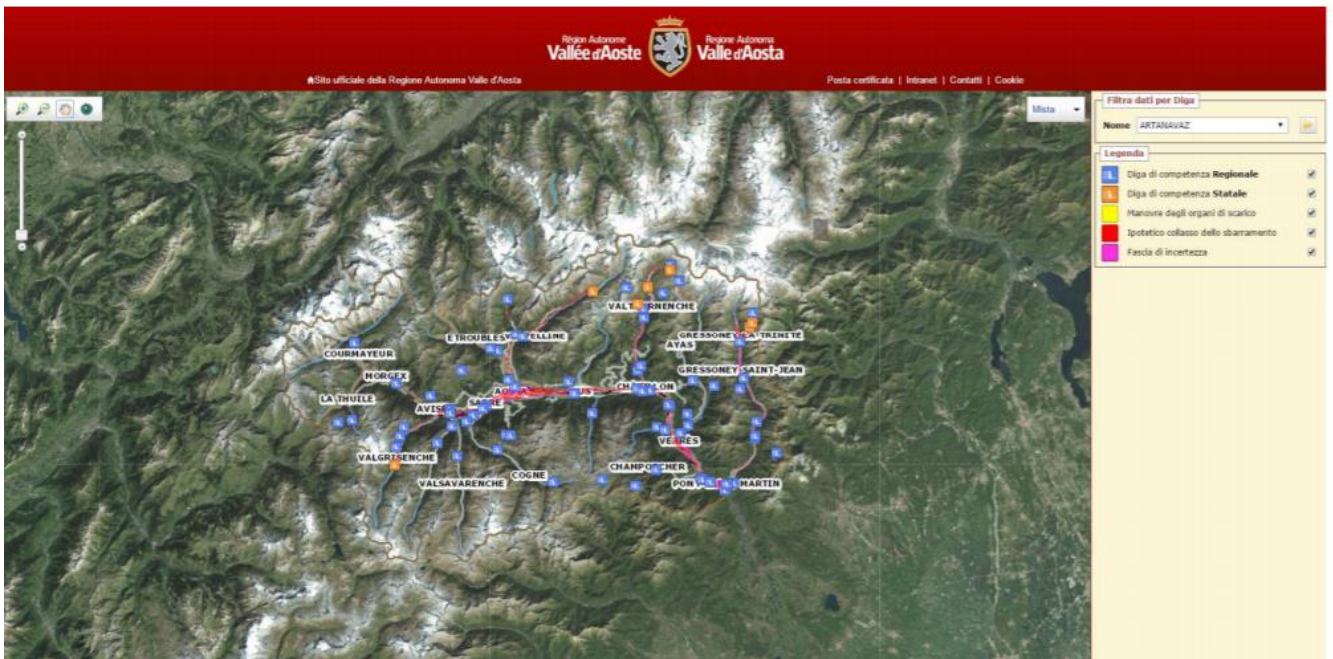 Région Autonome
Vallée d'Aoste
Regione Autonoma
Valle d'Aosta
Sito ufficiale della Regione Autonoma Valle d'Aosta
Posta certificata | Intranet | Contatti | Cookie
Mista
Filtra dati per Diga
Nome ARTANAVAZ
Legenda
Diga di competenza Regionale
Diga di competenza Statale
Manovre degli organi di scarico
Ipotetico collasso dello sbarramento
Fascia di incertezza
ETROUBLES
COURMAYEUR
AYAS
GRESSONEY-SAINT-JEAN
MORGEX
LA THUILE
VALGRISENCHE
VALSAVARENCHE
COGNE
CHAMPORCHER
VERRÈS
MARTIN